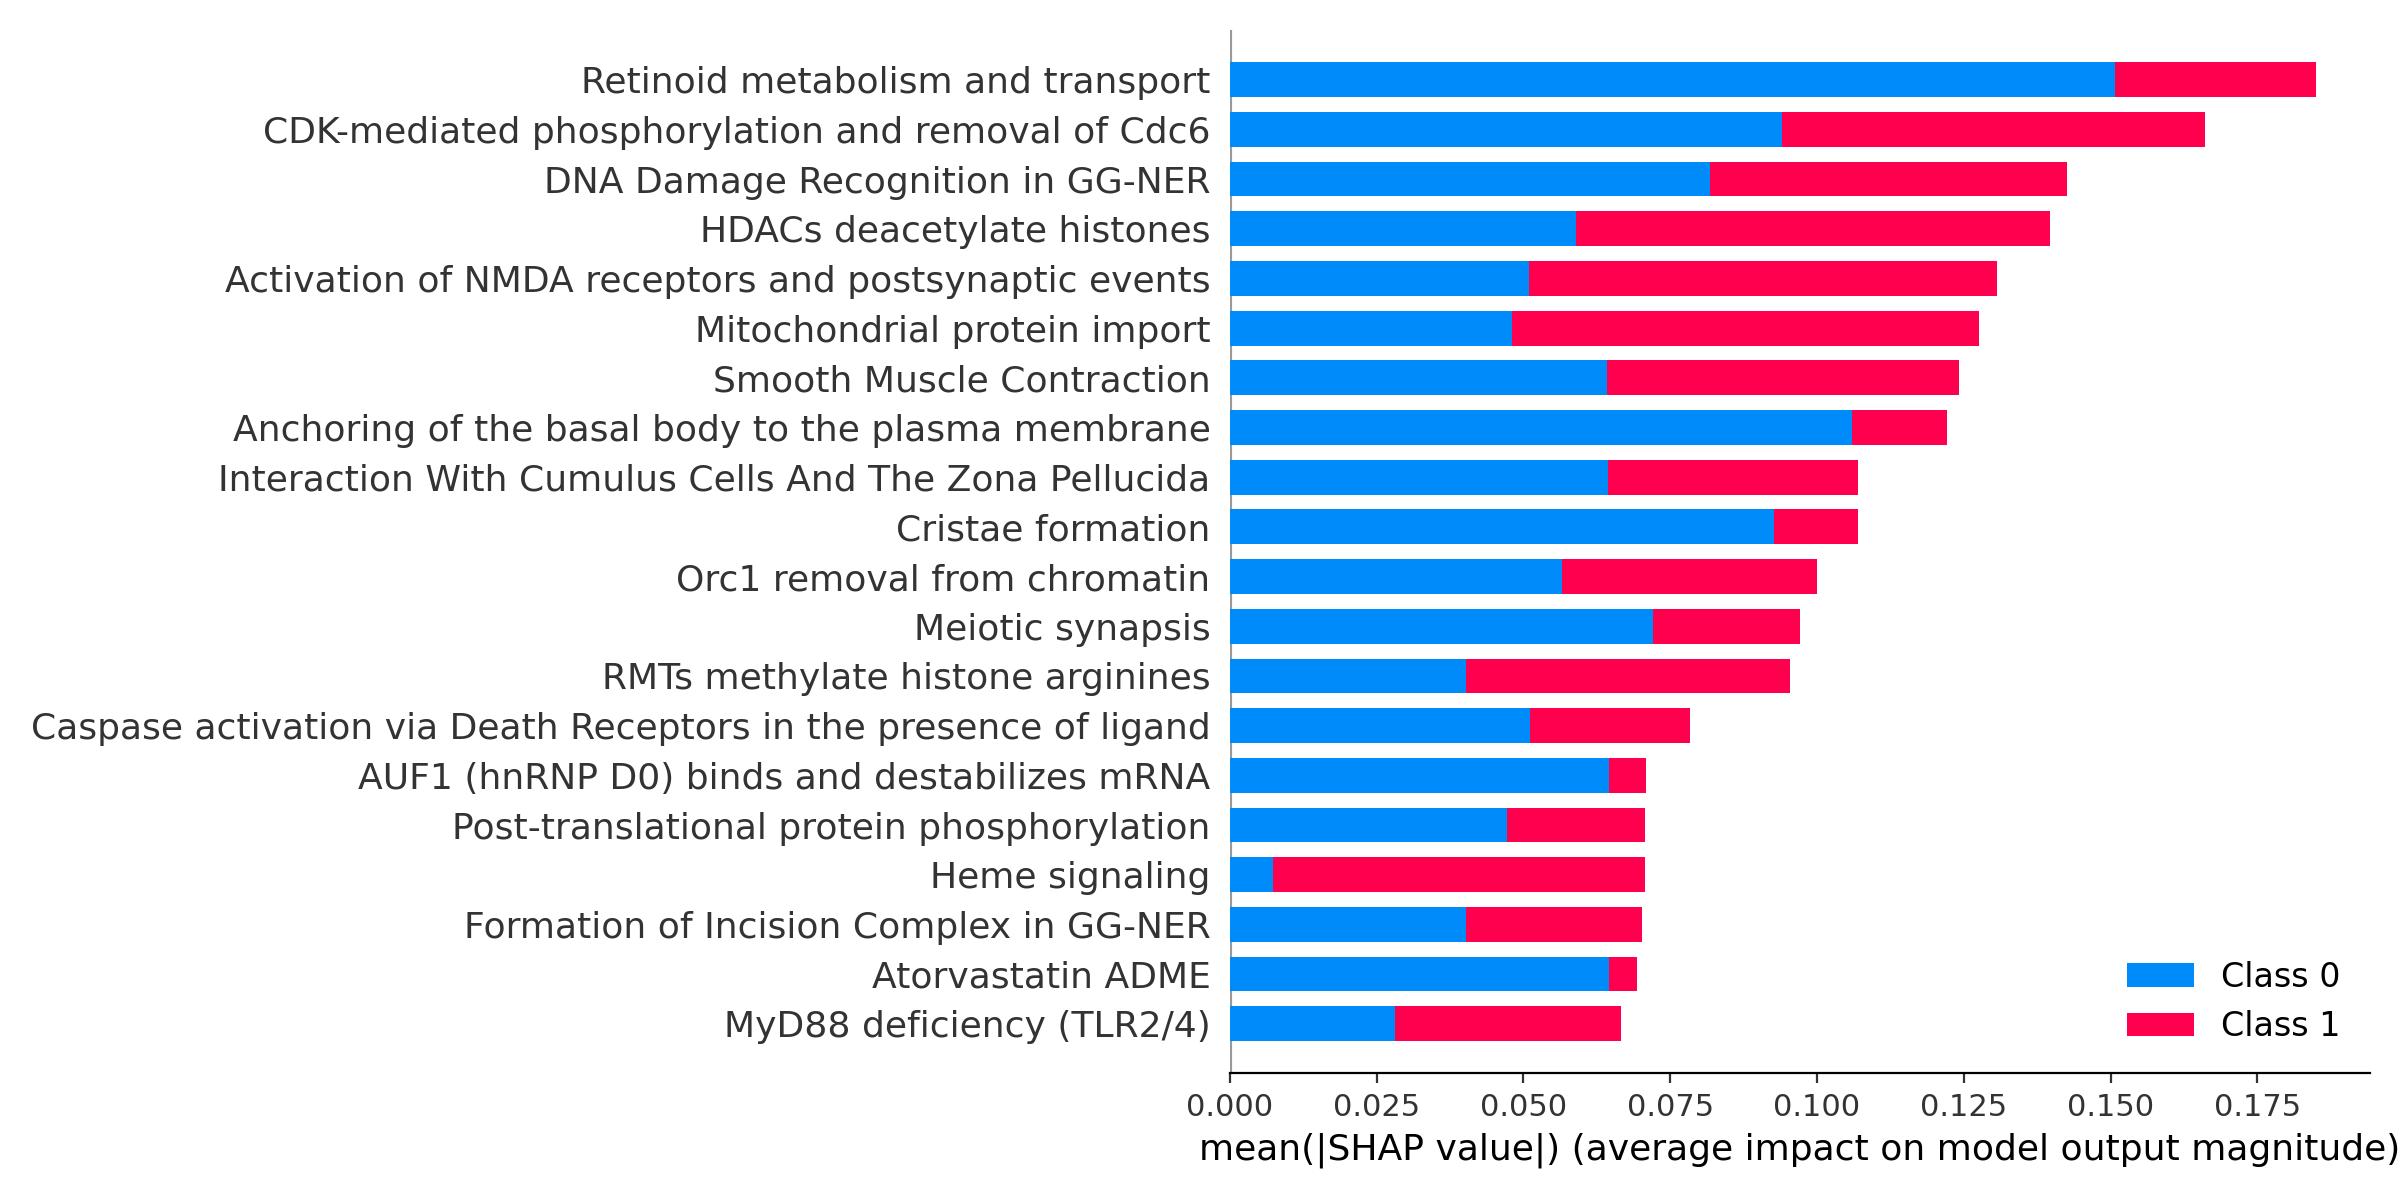 Retinoid metabolism and transport
CDK-mediated phosphorylation and removal of Cdc6
DNA Damage Recognition in GG-NER
HDACs deacetylate histones
Activation of NMDA receptors and postsynaptic events
Mitochondrial protein import
Smooth Muscle Contraction
Anchoring of the basal body to the plasma membrane
Interaction With Cumulus Cells And The Zona Pellucida
Cristae formation
Orc1 removal from chromatin
Meiotic synapsis
RMTs methylate histone arginines
Caspase activation via Death Receptors in the presence of ligand
AUF1 (hnRNP D0) binds and destabilizes mRNA
Post-translational protein phosphorylation
Heme signaling
Formation of Incision Complex in GG-NER
Atorvastatin ADME
MyD88 deficiency (TLR2/4)
Class 0
Class 1
0.000 0.025 0.050 0.075 0.100 0.125 0.150 0.175
mean(|SHAP value|) (average impact on model output magnitude)